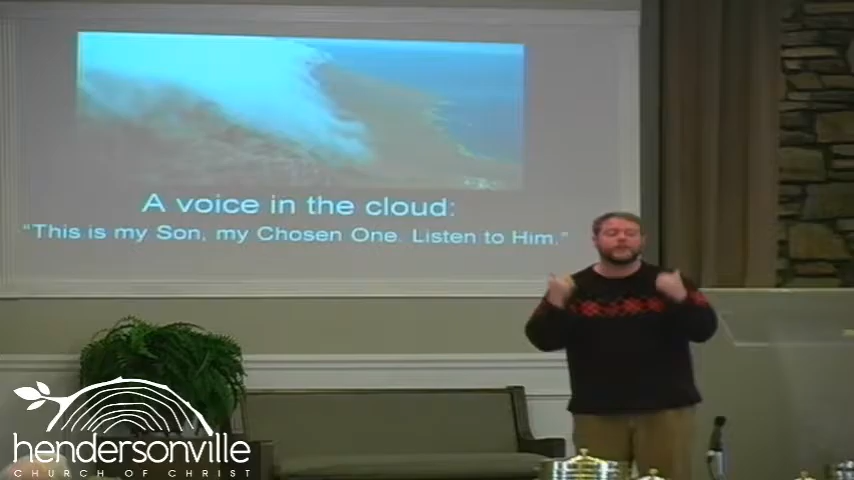 A voice in the cloud:
"This is my Son, my Chosen One. Listen to Him."
hendersonville
CHURCH OF CHRIST